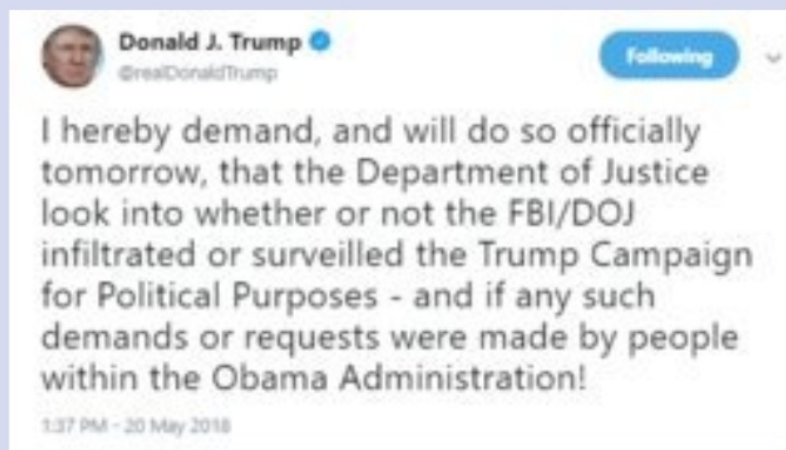 Donald J. Trump
@realDonaldTrump
Following
I hereby demand, and will do so officially
tomorrow, that the Department of Justice
look into whether or not the FBI/DOJ
infiltrated or surveilled the Trump Campaign
for Political Purposes - and if any such
demands or requests were made by people
within the Obama Administration!
1:37 PM - 20 May 2018